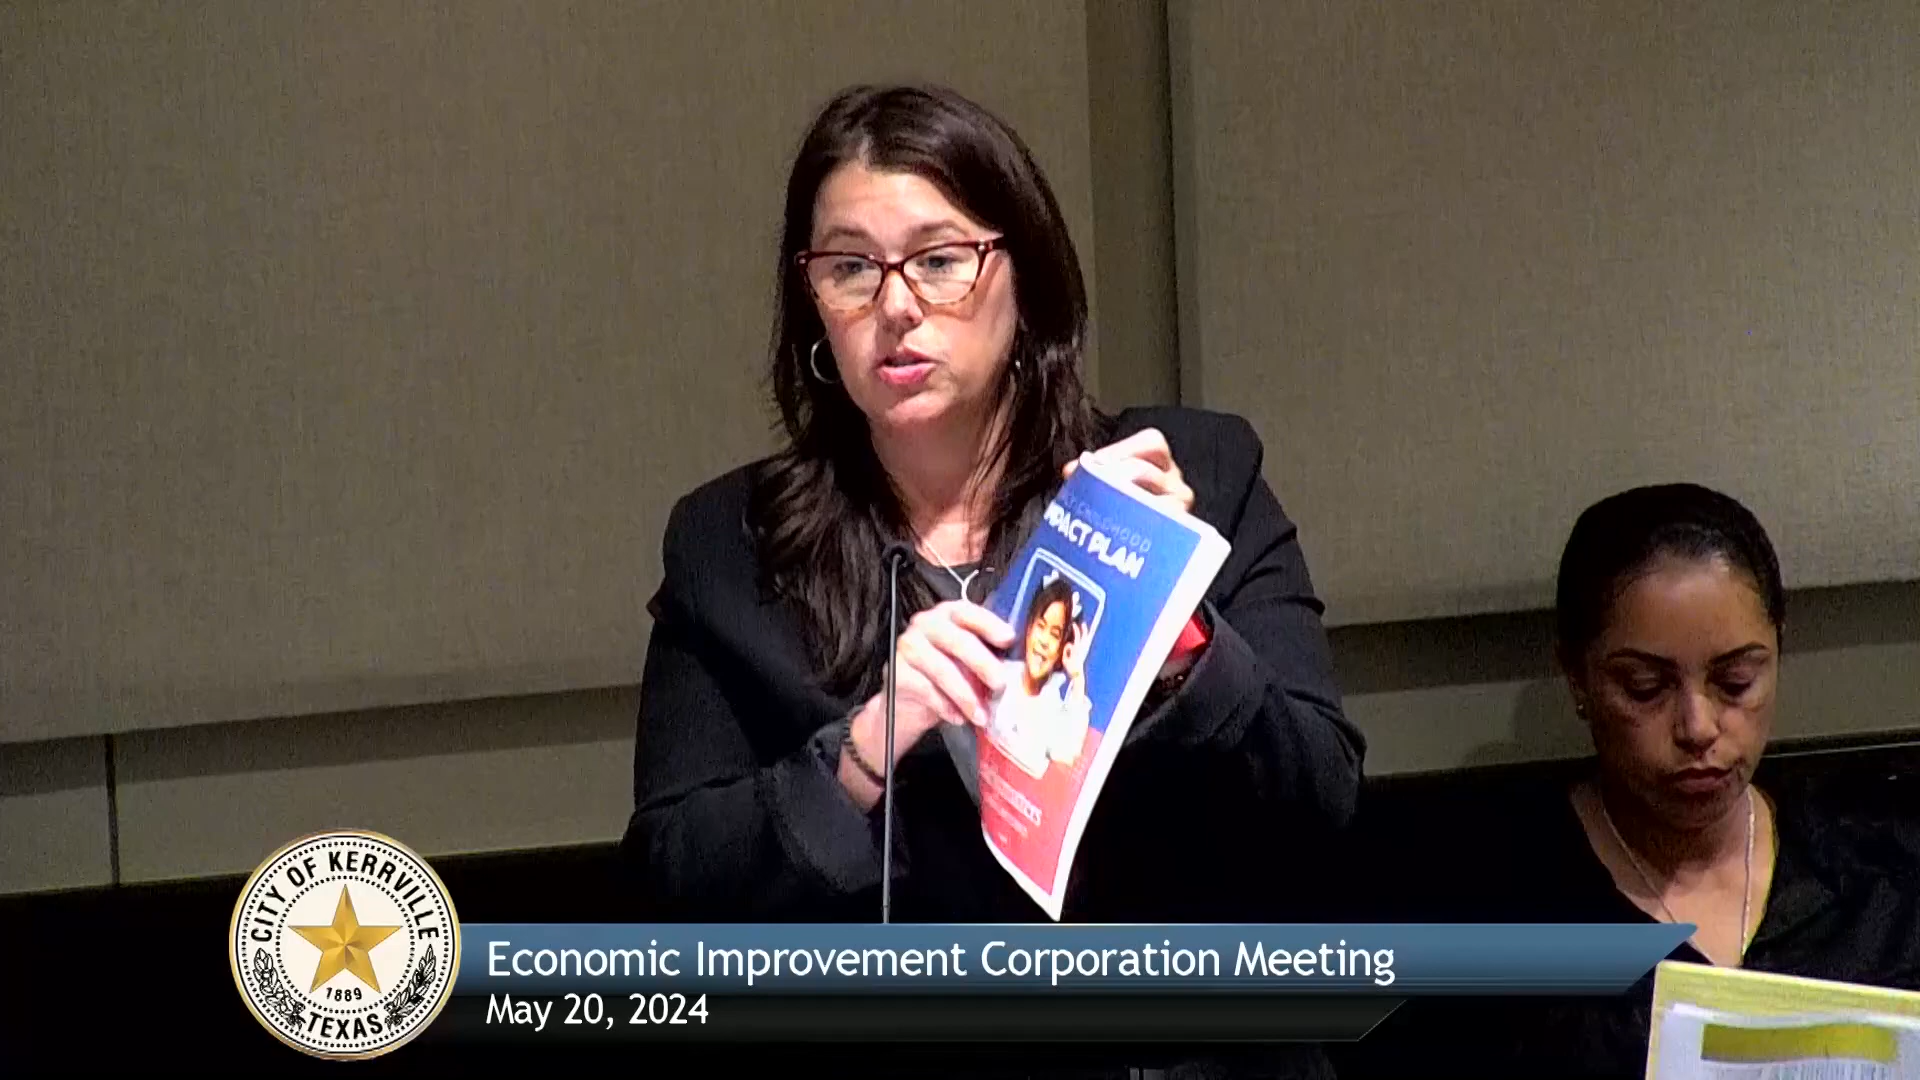 IMPACT PLAN
CITY OF KERRVILLE
1889
TEXAS
Economic Improvement Corporation Meeting
May 20, 2024